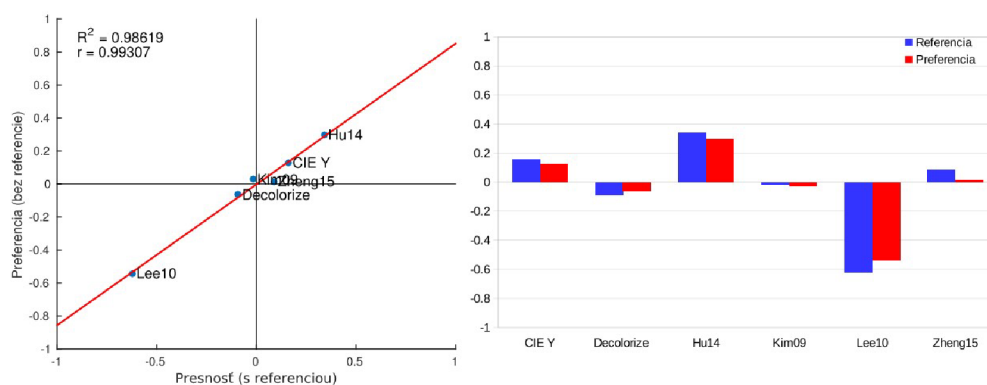 R2 = 0.98619
r = 0.99307
Preferencia (bez referencie)
1
0.8
0.6
0.4
0.2
0
-0.2
-0.4
-0.6
-0.8
-1
Hu14
CIE Y
Kim09
Zheng15
Decolorize
Lee10
-1
-0.5
0
0.5
1
Presnosť (s referenciou)
Referencia
Preferencia
1
0.8
0.6
0.4
0.2
0
-0.2
-0.4
-0.6
-0.8
-1
CIE Y
Decolorize
Hu14
Kim09
Lee10
Zheng15